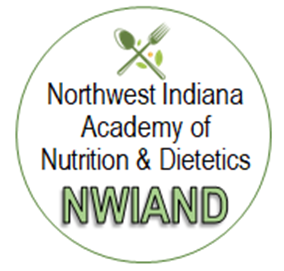 Northwest Indiana
Academy of
Nutrition & Dietetics
NWIAND